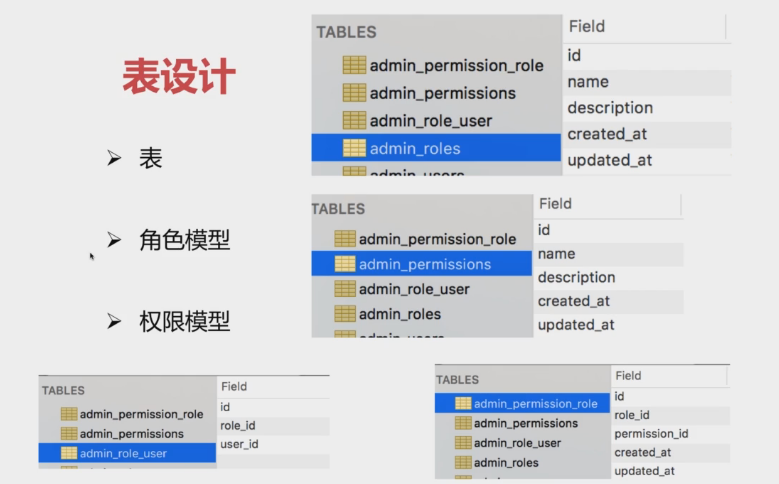 表设计
表
角色模型
权限模型
TABLES
admin_permission_role
admin_permissions
admin_role_user
admin_roles
admin_users
Field
id
name
description
created_at
updated_at
TABLES
admin_permission_role
admin_permissions
admin_role_user
admin_roles
admin_users
Field
id
name
description
created_at
updated_at
TABLES
admin_permission_role
admin_permissions
admin_role_user
Field
id
role_id
user_id
TABLES
admin_permission_role
admin_permissions
admin_role_user
admin_roles
Field
id
role_id
permission_id
created_at
updated_at